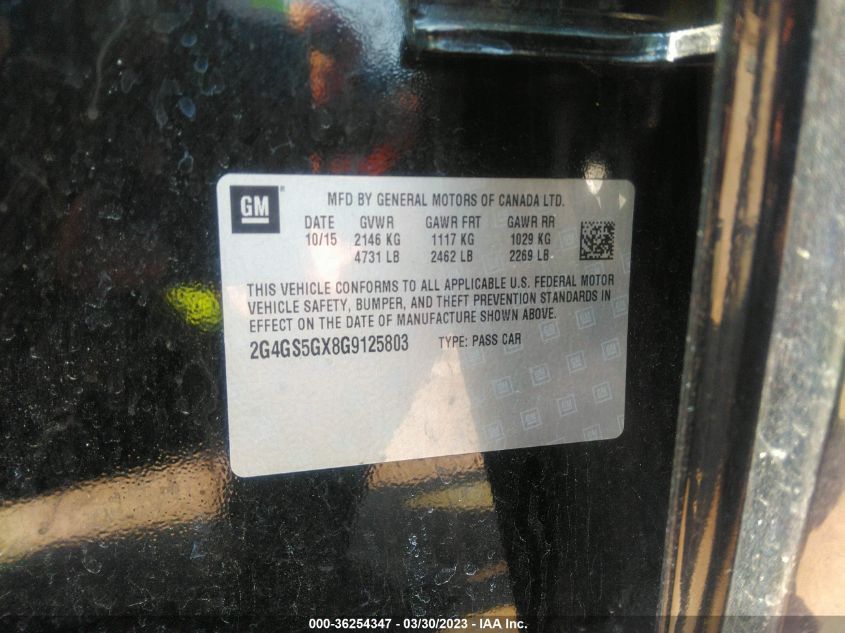 GM
MFD BY GENERAL MOTORS OF CANADA LTD.
DATE GVWR GAWR FRT GAWR RR
10/15 2146 KG 1117 KG 1029 KG
4731 LB 2462 LB 2269 LB
THIS VEHICLE CONFORMS TO ALL APPLICABLE U.S. FEDERAL MOTOR
VEHICLE SAFETY, BUMPER, AND THEFT PREVENTION STANDARDS IN
EFFECT ON THE DATE OF MANUFACTURE SHOWN ABOVE.
2G4GS5GX8G9125803 TYPE: PASS CAR
000-36254347 — 03/30/2023 — IAA Inc.